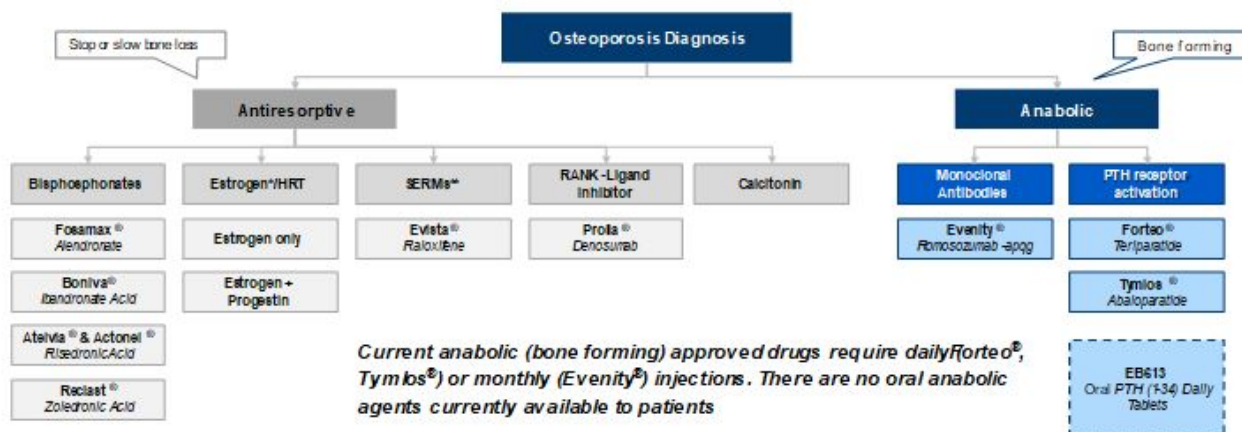 Osteoporosis Diagnosis
Stop or slow bone loss
Bone forming
Antiresorptive
Anabolic
Bisphosphonates
Estrogen*/HRT
SERMs**
RANK-Ligand
Inhibitor
Calcitonin
Monoclonal
Antibodies
PTH receptor
activation
Fosamax ®
Alendronate
Estrogen only
Evista ®
Raloxifene
Prolia ®
Denosumab
Evenity ®
Romosozumab-apqg
Forteo ®
Teriparatide
Boniva ®
Ibandronate Acid
Estrogen +
Progestin
Tymlos ®
Abaloparatide
Atelvia ® & Actonel ®
Risedronic Acid
Reclast ®
Zoledronic Acid
Current anabolic (bone forming) approved drugs require daily(Forteo®,
Tymlos®) or monthly (Evenity®) injections. There are no oral anabolic
agents currently available to patients
EB613
Oral PTH (1-34) Daily
Tablets